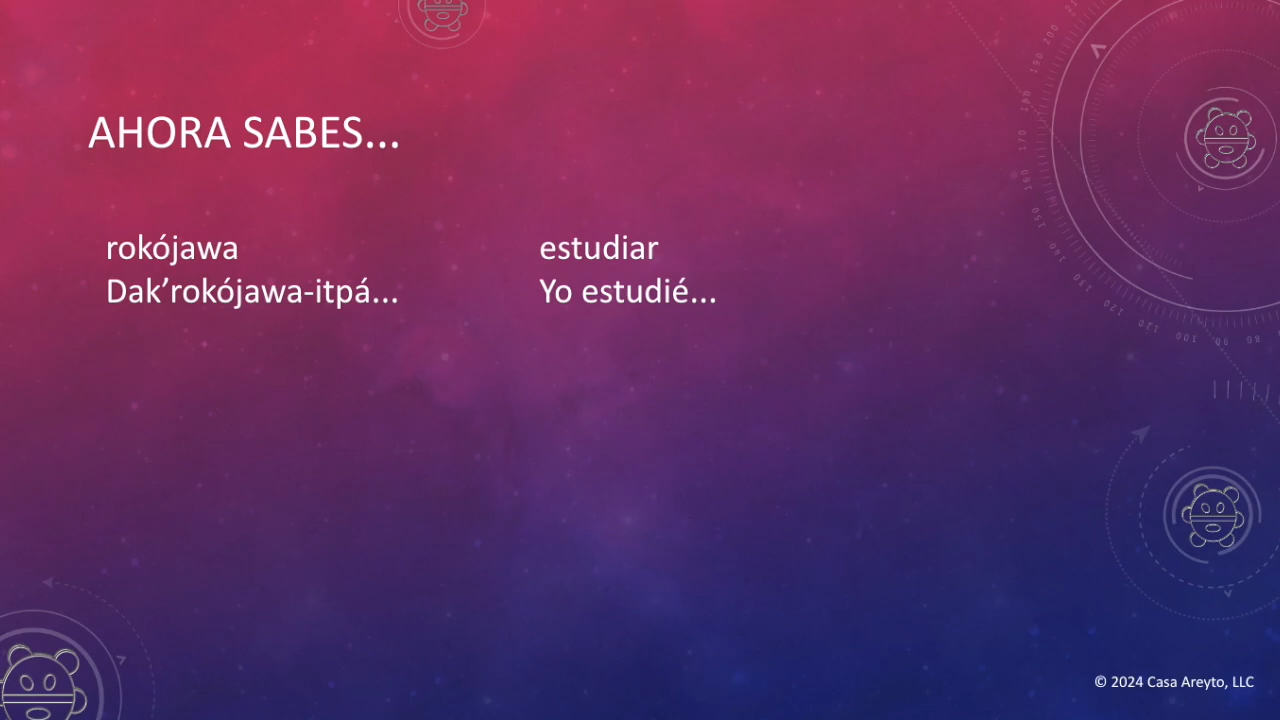 AHORA SABES...
rokójawa estudiar
Dak’rokójawa-itpá... Yo estudié...
© 2024 Casa Areyto, LLC